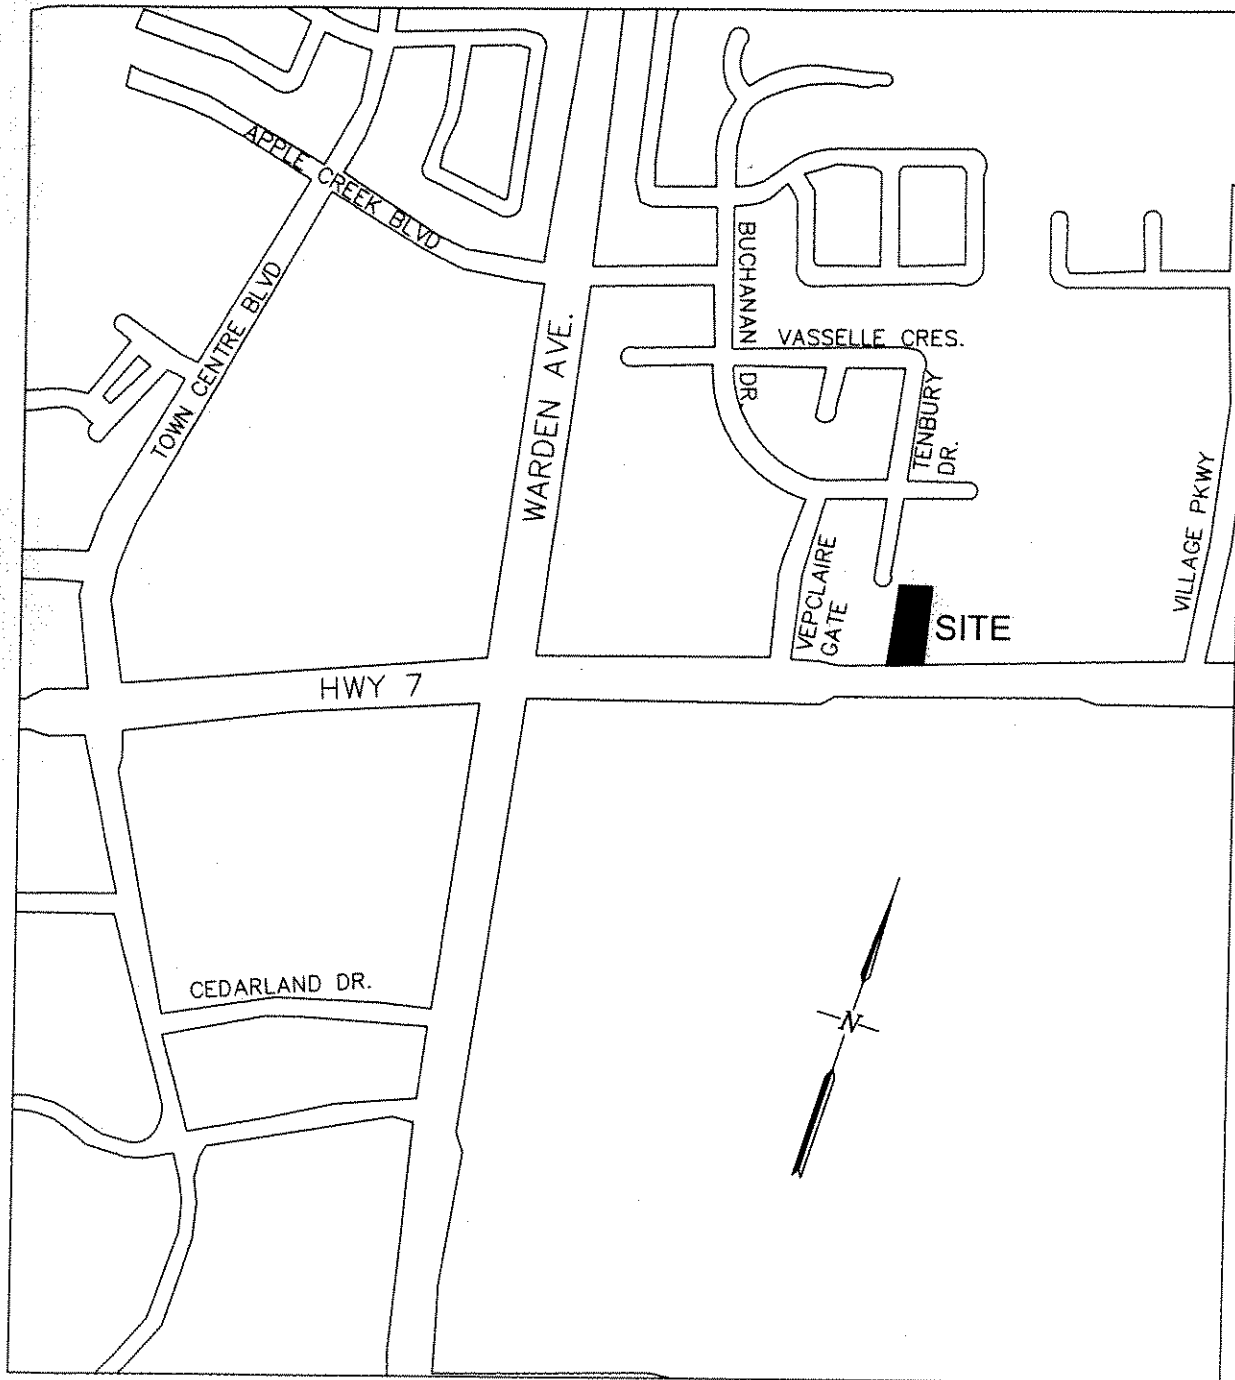 APPLE CREEK BLVD
TOWN CENTRE BLVD
WARDEN AVE.
BUCHANAN DR.
VASSELLE CRES.
TENBURY
DR.
VILLAGE PKWY
VEPCLAIRE
GATE
SITE
HWY 7
CEDARLAND DR.
N